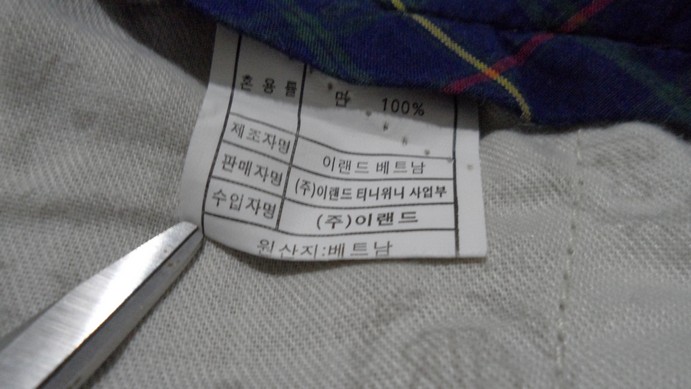 혼용률 면 100%
제조자명 이랜드 베트남
판매자명 (주)이랜드 티니위니 사업부
수입자명 (주)이랜드
원산지:베트남